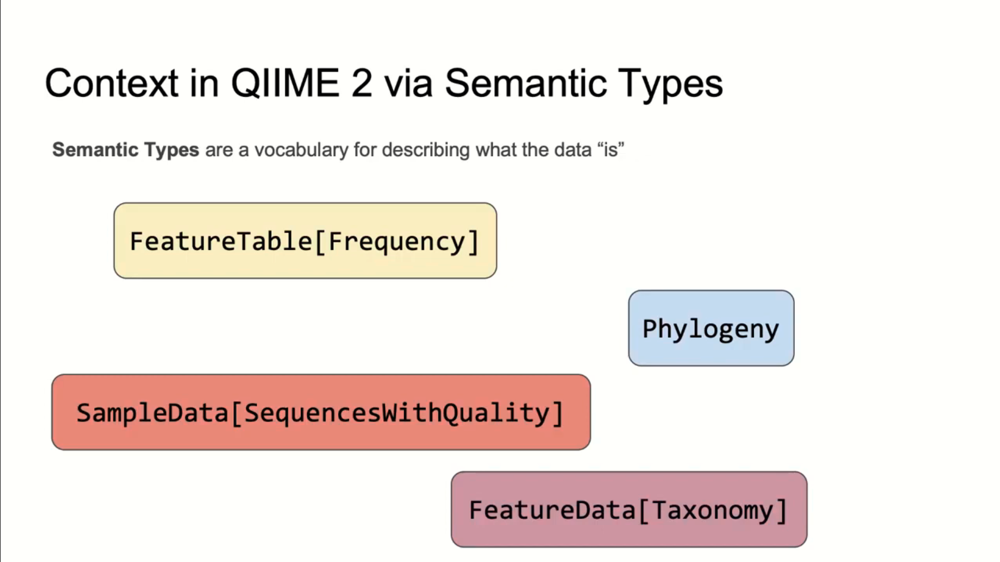 Context in QIIME 2 via Semantic Types
Semantic Types are a vocabulary for describing what the data “is”
FeatureTable[Frequency]
Phylogeny
SampleData[SequencesWithQuality]
FeatureData[Taxonomy]